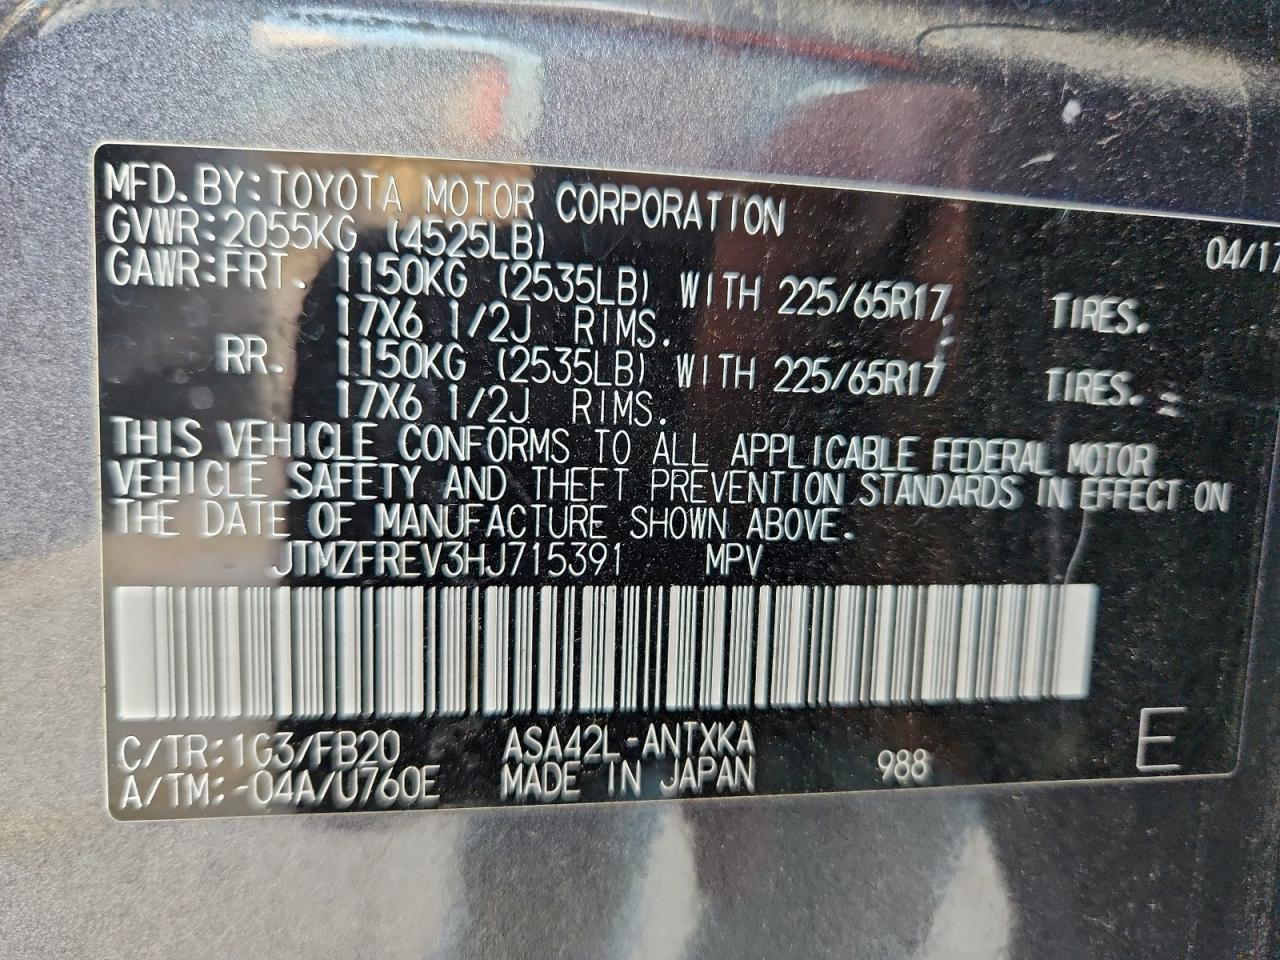 MFD.BY:TOYOTA MOTOR CORPORATION 04/17
GVWR:2055KG (4525LB)
GAWR:FRT. 1150KG (2535LB) WITH 225/65R17 TIRES.
17X6 1/2J RIMS.
RR. 1150KG (2535LB) WITH 225/65R17 TIRES.
17X6 1/2J RIMS.
THIS VEHICLE CONFORMS TO ALL APPLICABLE FEDERAL MOTOR
VEHICLE SAFETY AND THEFT PREVENTION STANDARDS IN EFFECT ON
THE DATE OF MANUFACTURE SHOWN ABOVE.
JTMZFREV3HJ715391 MPV
C/TR:1G3/FB20 ASA42L-ANTXKA
A/TM:-04A/U760E MADE IN JAPAN 988 E